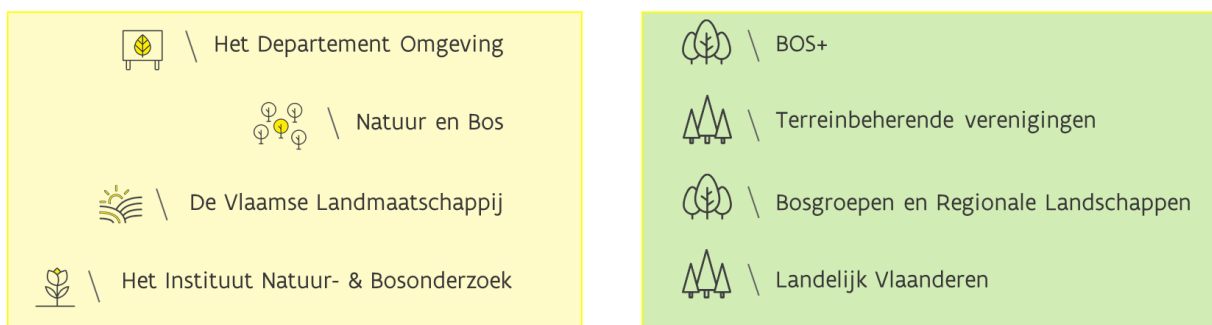 Het Departement Omgeving
Natuur en Bos
De Vlaamse Landmaatschappij
Het Instituut Natuur- & Bosonderzoek
BOS+
Terreinbeherende verenigingen
Bosgroepen en Regionale Landschappen
Landelijk Vlaanderen